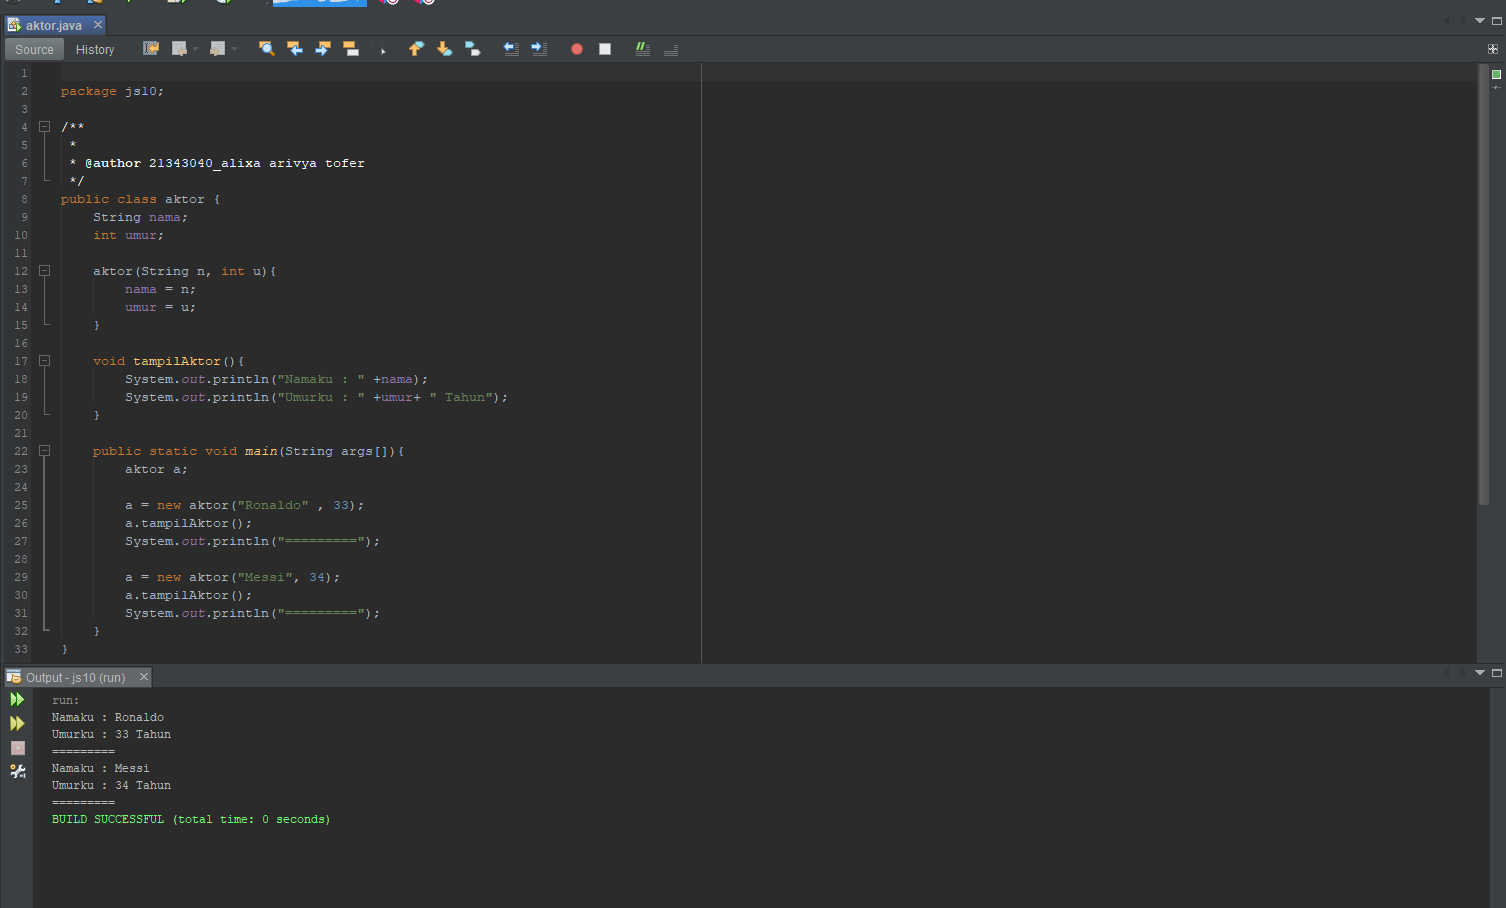 aktor.java
Source History
1
2 package js10;
3
4 /**
5 *
6 * @author 21343040_alixa arivya tofer
7 */
8 public class aktor {
9 String nama;
10 int umur;
11
12 aktor(String n, int u){
13 nama = n;
14 umur = u;
15 }
16
17 void tampilAktor(){
18 System.out.println("Namaku : " +nama);
19 System.out.println("Umurku : " +umur+ " Tahun");
20 }
21
22 public static void main(String args[]){
23 aktor a;
24
25 a = new aktor("Ronaldo" , 33);
26 a.tampilAktor();
27 System.out.println("=========");
28
29 a = new aktor("Messi", 34);
30 a.tampilAktor();
31 System.out.println("=========");
32 }
33 }
Output - js10 (run)
run:
Namaku : Ronaldo
Umurku : 33 Tahun
=========
Namaku : Messi
Umurku : 34 Tahun
=========
BUILD SUCCESSFUL (total time: 0 seconds)